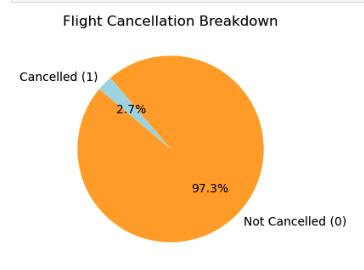 Flight Cancellation Breakdown
Cancelled (1)
2.7%
97.3%
Not Cancelled (0)